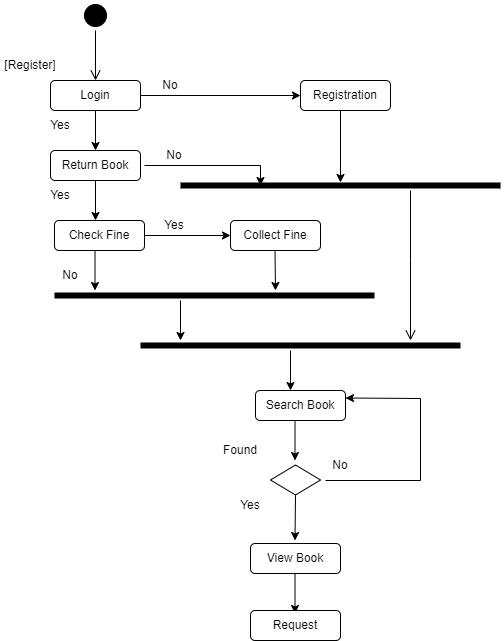 [Register]
No
Login
Registration
Yes
No
Return Book
Yes
Yes
Check Fine
Collect Fine
No
Search Book
Found
No
Yes
View Book
Request